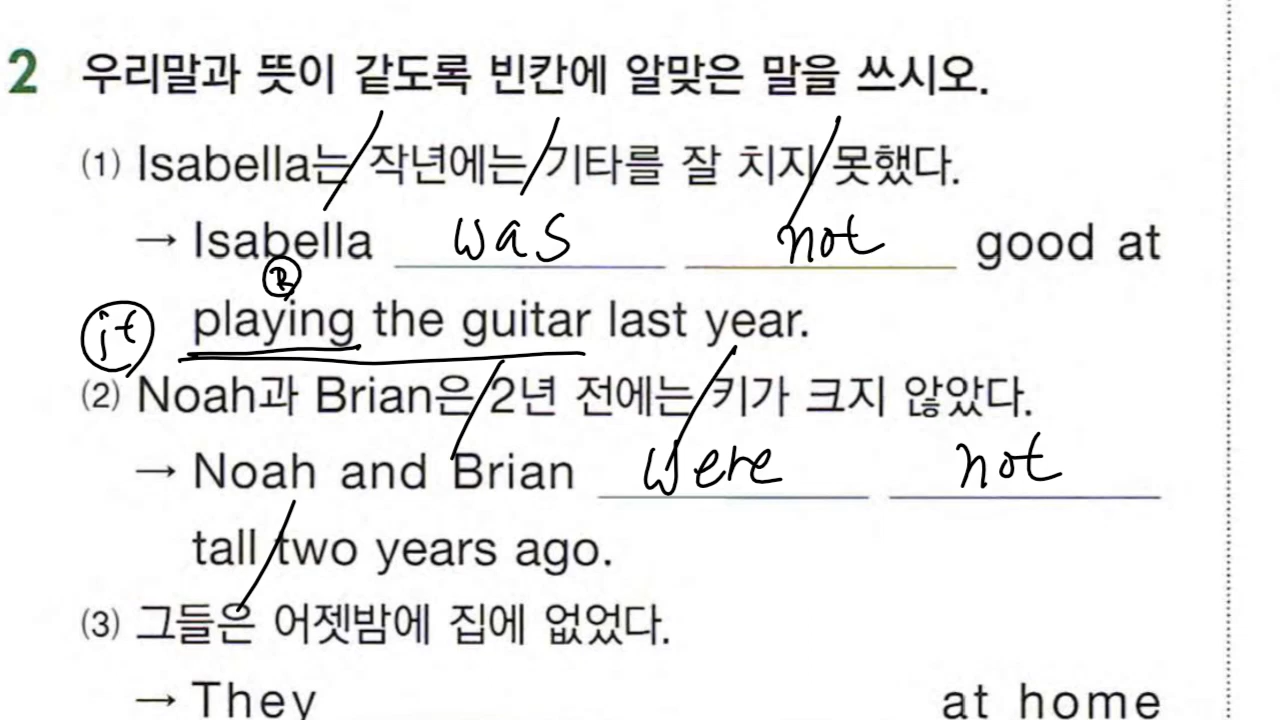 2 우리말과 뜻이 같도록 빈칸에 알맞은 말을 쓰시오.
(1) Isabella는 작년에는 기타를 잘 치지 못했다.
→ Isabella was not good at
playing the guitar last year.
(2) Noah과 Brian은 2년 전에는 키가 크지 않았다.
→ Noah and Brian were not
tall two years ago.
(3) 그들은 어젯밤에 집에 없었다.
→ They at home